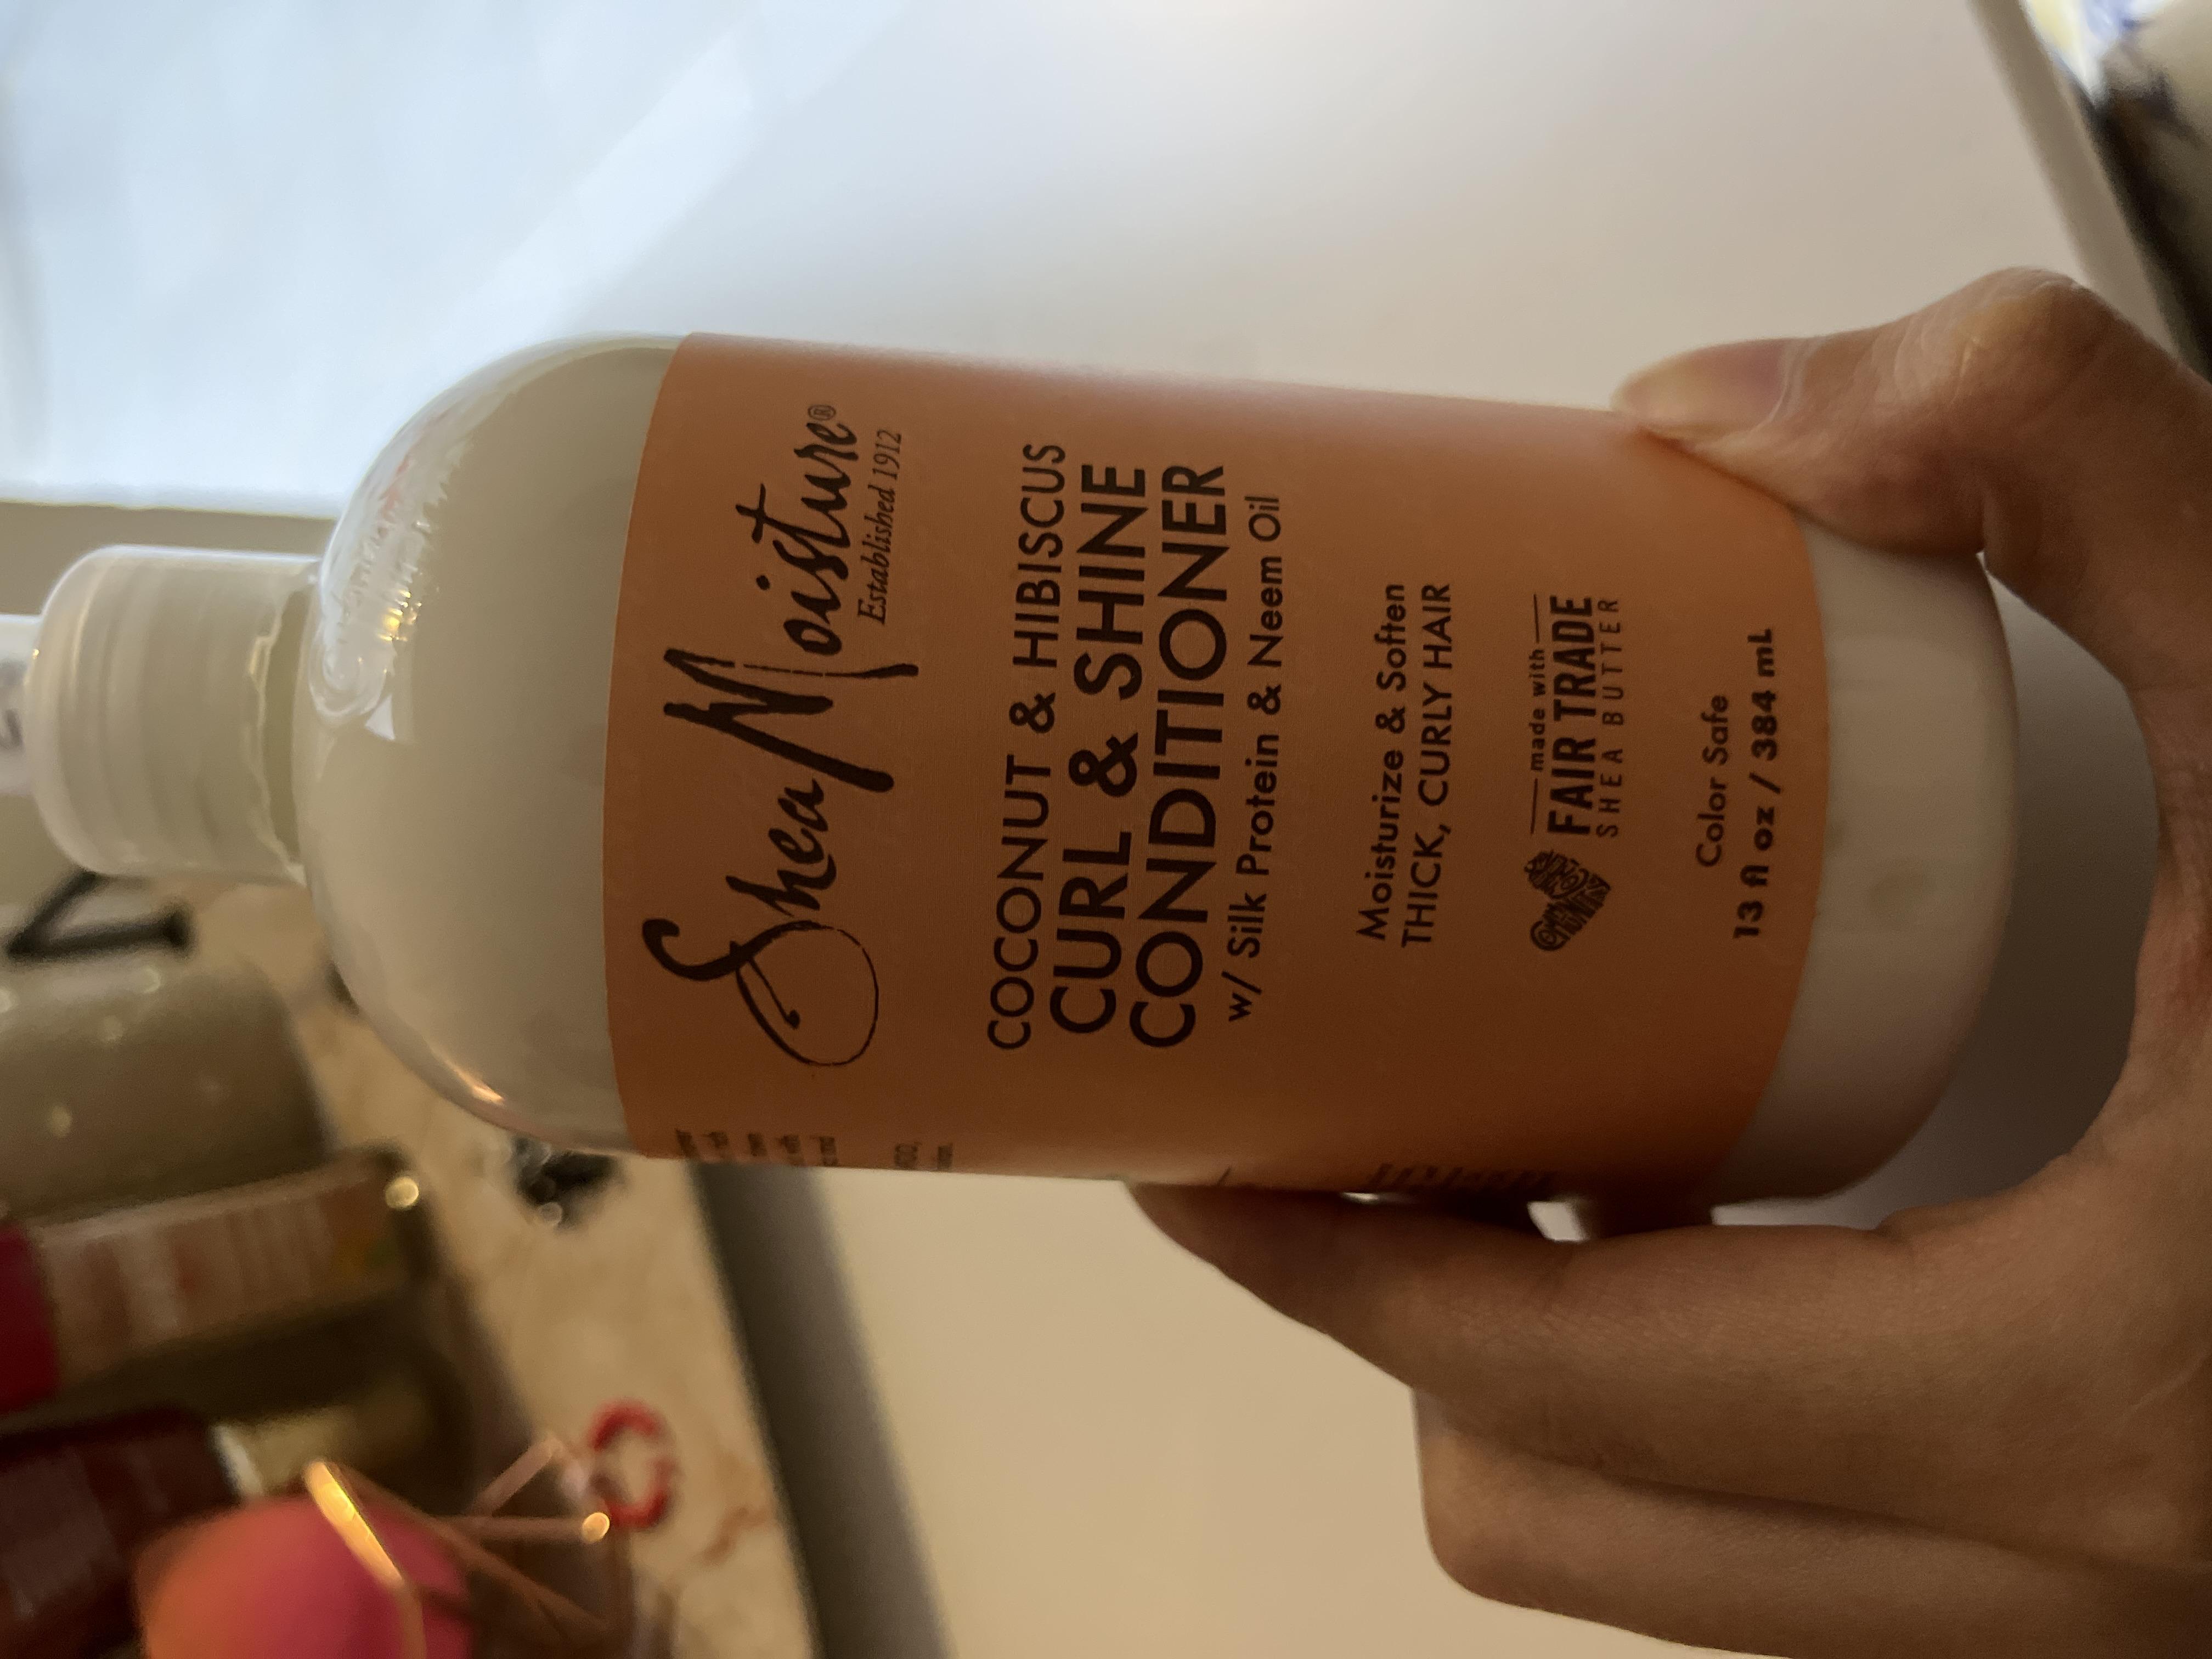 SheaMoisture®
Established 1912
COCONUT & HIBISCUS
CURL & SHINE
CONDITIONER
w/ Silk Protein & Neem Oil
Moisturize & Soften
THICK, CURLY HAIR
made with
FAIR TRADE
SHEA BUTTER
Color Safe
13 fl oz / 384 mL